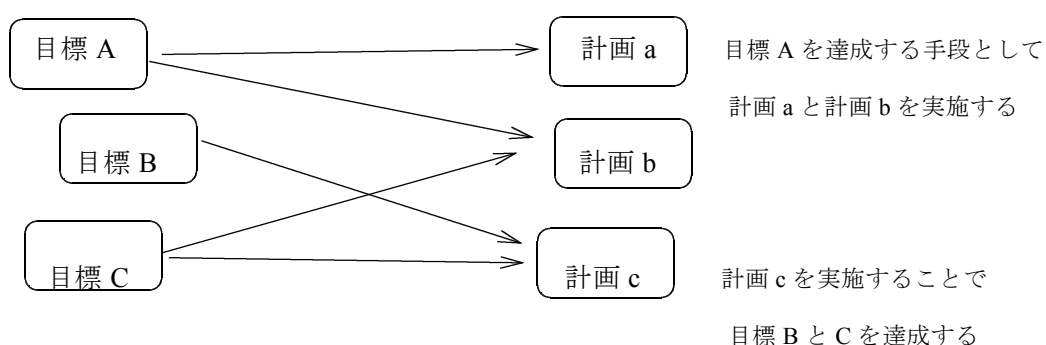 目標 A
計画 a
目標 A を達成する手段として
計画 a と計画 b を実施する
目標 B
計画 b
目標 C
計画 c
計画 c を実施することで
目標 B と C を達成する